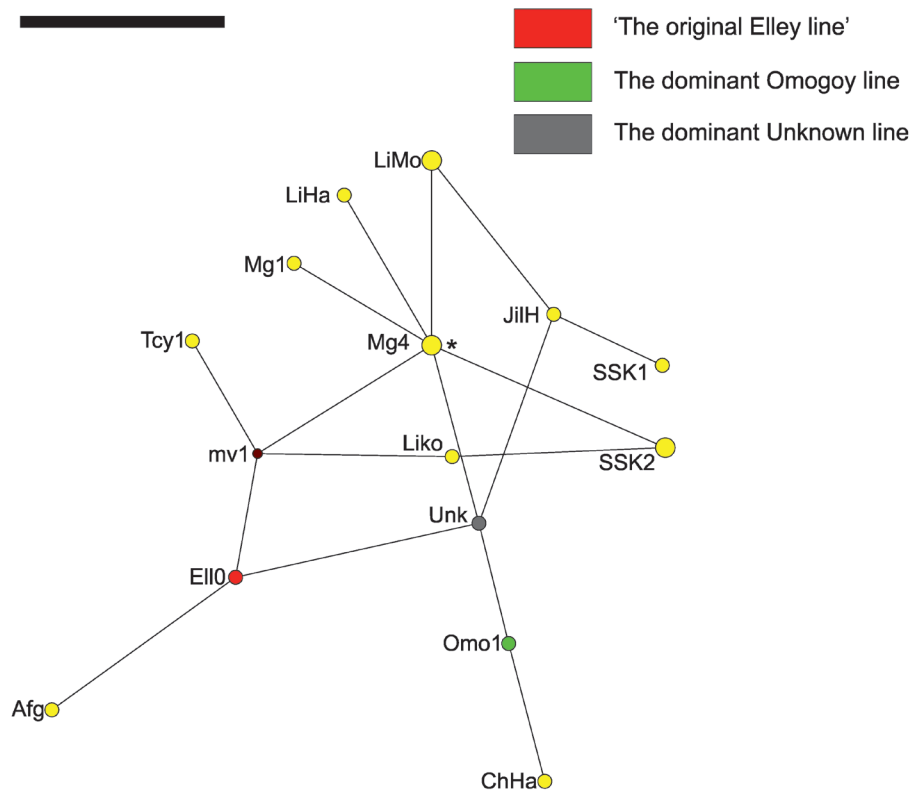 ‘The original Elley line’
The dominant Omogoy line
The dominant Unknown line
LiMo
LiHa
Mg1
JilH
Tcy1
Mg4 *
SSK1
Liko
mv1
SSK2
Unk
Ell0
Omo1
Afg
ChHa